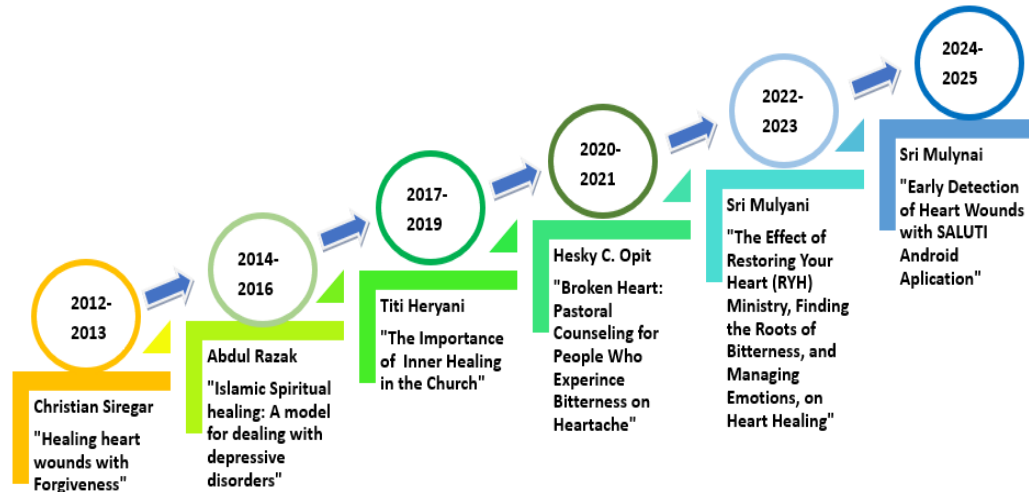 2012-
2013
Christian Siregar
"Healing heart
wounds with
Forgiveness"
2014-
2016
Abdul Razak
"Islamic Spiritual
healing: A model
for dealing with
depressive
disorders"
2017-
2019
Titi Heryani
"The Importance
of Inner Healing
in the Church"
2020-
2021
Hesky C. Opit
"Broken Heart:
Pastoral
Counseling for
People Who
Experince
Bitterness on
Heartache"
2022-
2023
Sri Mulyani
"The Effect of
Restoring Your
Heart (RYH)
Ministry, Finding
the Roots of
Bitterness, and
Managing
Emotions, on
Heart Healing"
2024-
2025
Sri Mulynai
"Early Detection
of Heart Wounds
with SALUTI
Android
Aplication"